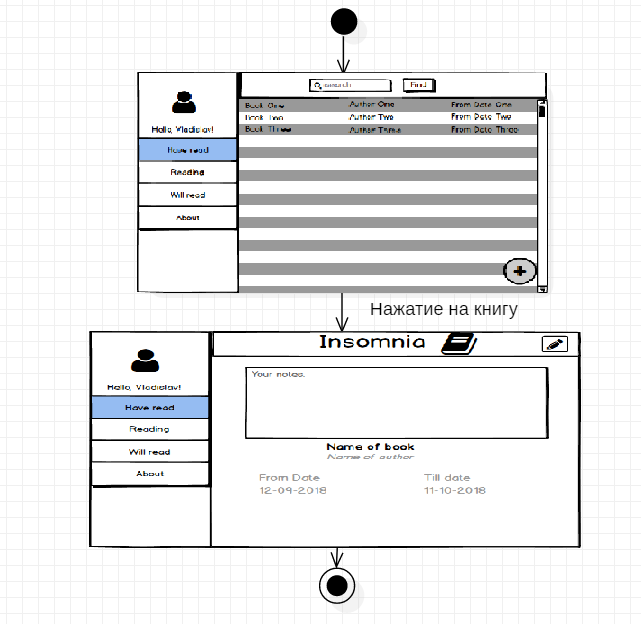 search Find
Hello, Vladislav!
Have read
Reading
Will read
About
Book One Author One From Date One
Book Two Author Two From Date Two
Book Three Author Three From Date Three
Нажатие на книгу
Insomnia
Hello, Vladislav!
Have read
Reading
Will read
About
Your notes.
Name of book
Name of author
From Date Till date
12-09-2018 11-10-2018